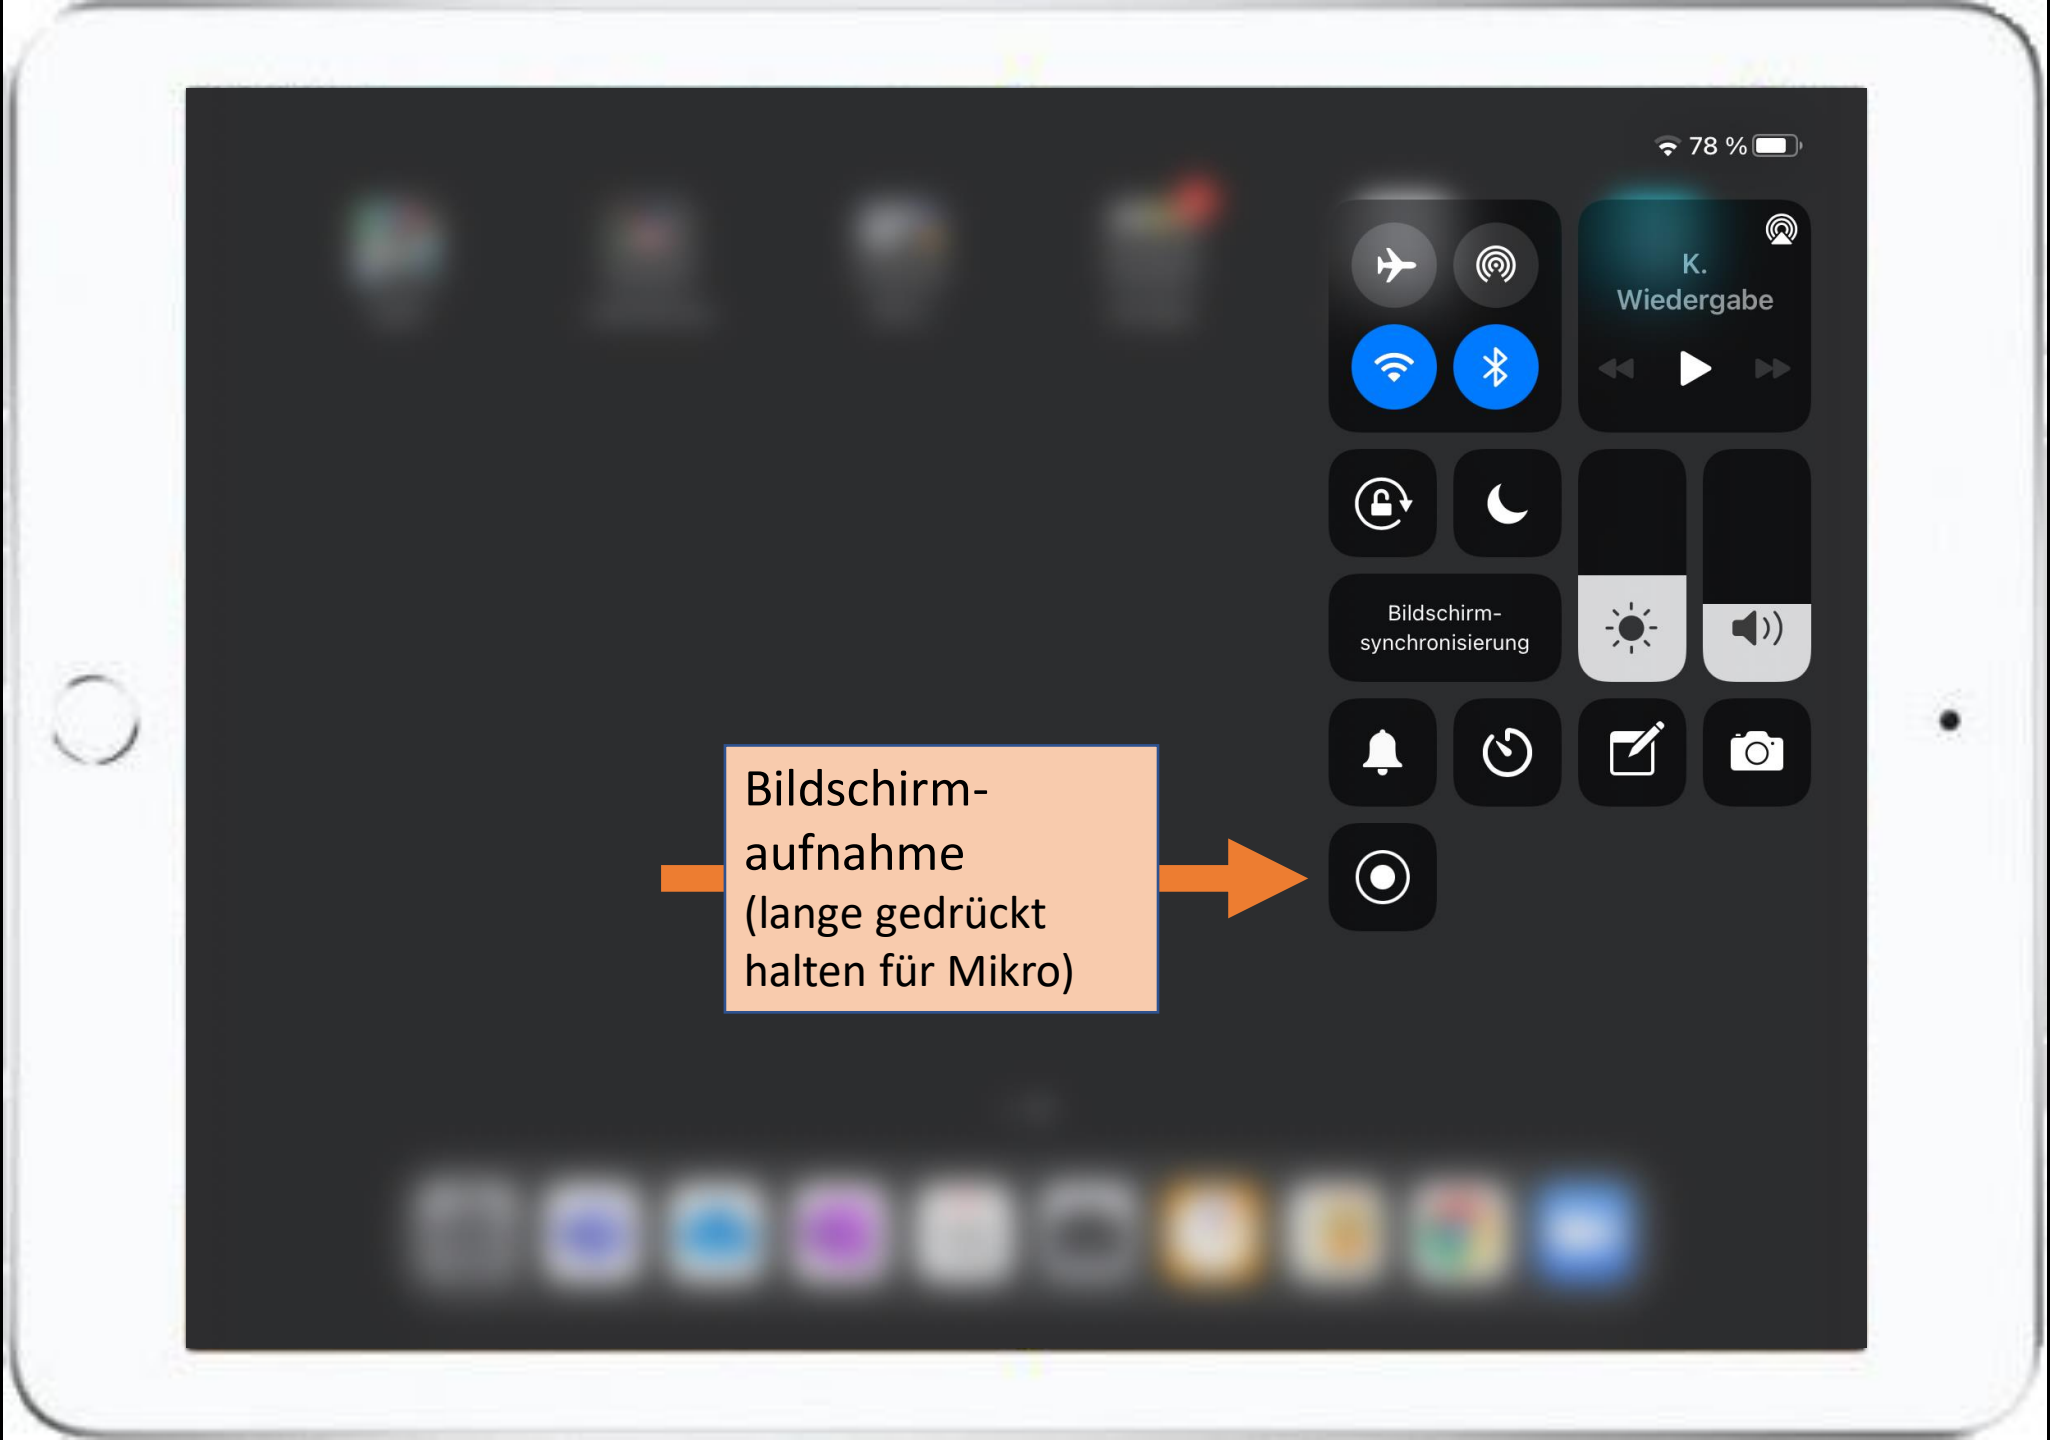 78 %
K.
Wiedergabe
Bildschirm-
synchronisierung
Bildschirm-
aufnahme
(lange gedrückt
halten für Mikro)